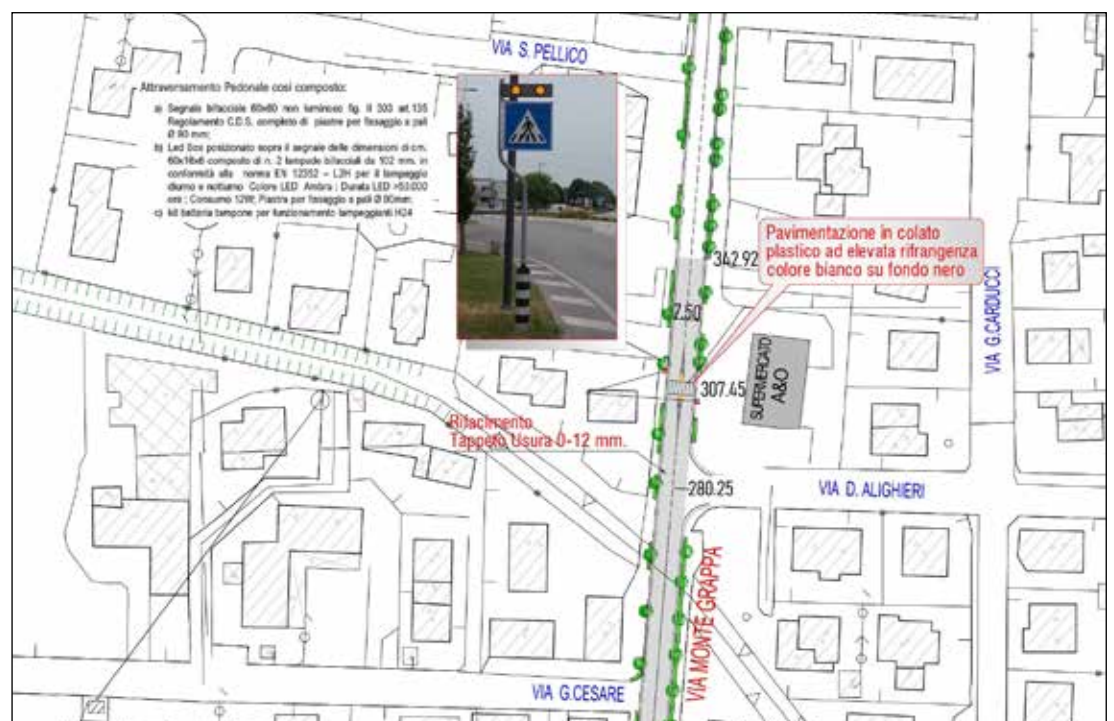 VIA S. PELLICO
Attraversamento Pedonale così composto:
a) Segnale bifacciale 60x60 non luminoso fig. II 303 art.135
Regolamento C.D.S. completo di piastre per fissaggio a pali
Ø 90 mm;
b) Led Box posizionato sopra il segnale delle dimensioni di cm.
60x16x6 composto di n. 2 lampade bifacciali da 102 mm. in
conformità alla norma EN 12352 – L2H per il lampeggio
diurno e notturno Colore LED Ambra ; Durata LED >50.000
ore ; Consumo 12W; Piastra per fissaggio a pali Ø 90mm;
c) kit batteria tampone per funzionamento lampeggianti H24
Pavimentazione in colato
plastico ad elevata rifrangenza
colore bianco su fondo nero
342.92
VIA G.CARDUCCI
7.50
SUPERMERCATO
A&O
307.45
Rifacimento
Tappeto Usura 0-12 mm.
280.25
VIA D. ALIGHIERI
VIA MONTE GRAPPA
VIA G.CESARE